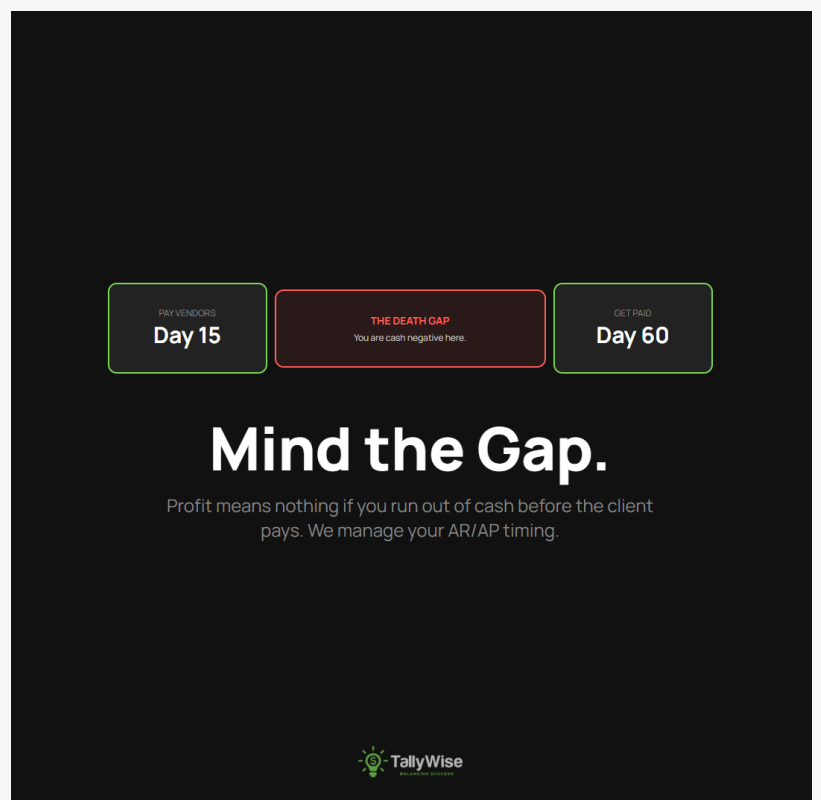 PAY VENDORS
Day 15
THE DEATH GAP
You are cash negative here.
GET PAID
Day 60
Mind the Gap.
Profit means nothing if you run out of cash before the client
pays. We manage your AR/AP timing.
TallyWise
BALANCING SUCCESS